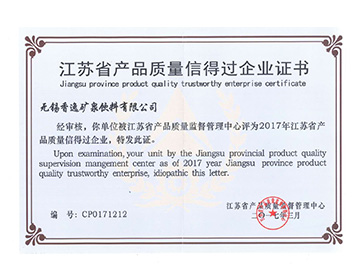 江苏省产品质量信得过企业证书
Jiangsu province product quality trustworthy enterprise certificate
无锡香逸矿泉饮料有限公司
经审核，你单位被江苏省产品质量监督管理中心评为2017年江苏省产
品质量信得过企业，特发此证。
Upon examination,your unit by the Jiangsu provincial product quality
supervision mangement center as of 2017 year Jiangsu province product
quality trustworthy enterprise, idiopathic this letter.
江苏省产品质量监督管理中心
编 号：CP0171212
二〇一七年三月